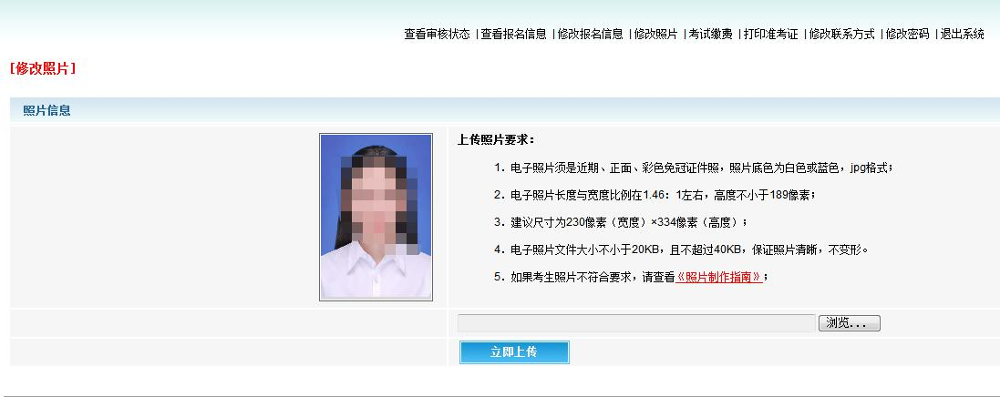 查看审核状态 | 查看报名信息 | 修改报名信息 | 修改照片 | 考试缴费 | 打印准考证 | 修改联系方式 | 修改密码 | 退出系统
[修改照片]
照片信息
上传照片要求：
1. 电子照片须是近期、正面、彩色免冠证件照，照片底色为白色或蓝色，jpg格式；
2. 电子照片长度与宽度比例在1.46：1左右，高度不小于189像素；
3. 建议尺寸为230像素（宽度）×334像素（高度）；
4. 电子照片文件大小不小于20KB，且不超过40KB，保证照片清晰，不变形。
5. 如果考生照片不符合要求，请查看《照片制作指南》；
浏览...
立即上传